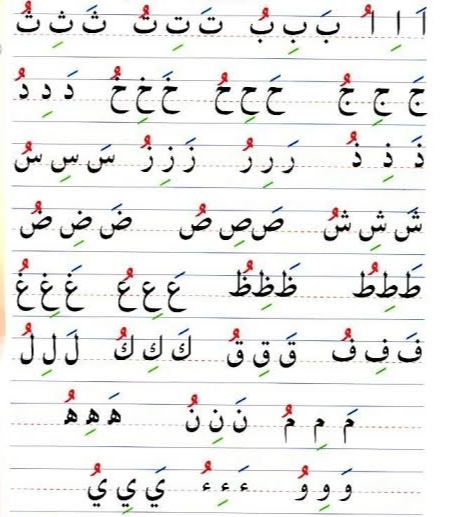 اَ اِ اُ بَ بِ بُ تَ تِ تُ ثَ ثِ ثُ
جَ جِ جُ حَ حِ حُ خَ خِ خُ دَ دِ دُ
ذَ ذِ ذُ رَ رِ رُ زَ زِ زُ سَ سِ سُ
شَ شِ شُ صَ صِ صُ ضَ ضِ ضُ
طَ طِ طُ ظَ ظِ ظُ عَ عِ عُ غَ غِ غُ
فَ فِ فُ قَ قِ قُ كَ كِ كُ لَ لِ لُ
مَ مِ مُ نَ نِ نُ هَ هِ هُ
وَ وِ وُ ءَ ءِ ءُ يَ يِ يُ